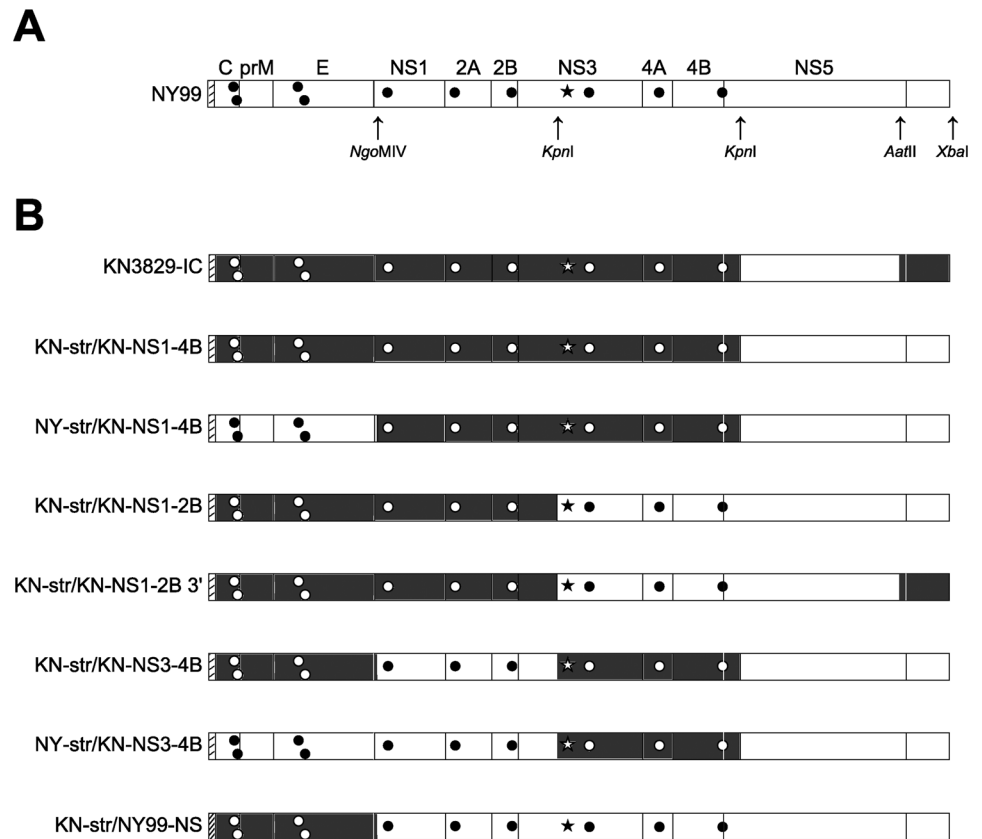 A
C prM E NS1 2A 2B NS3 4A 4B NS5
NY99
NgoMIV KpnI KpnI AatII XbaI
B
KN3829-IC
KN-str/KN-NS1-4B
NY-str/KN-NS1-4B
KN-str/KN-NS1-2B
KN-str/KN-NS1-2B 3'
KN-str/KN-NS3-4B
NY-str/KN-NS3-4B
KN-str/NY99-NS